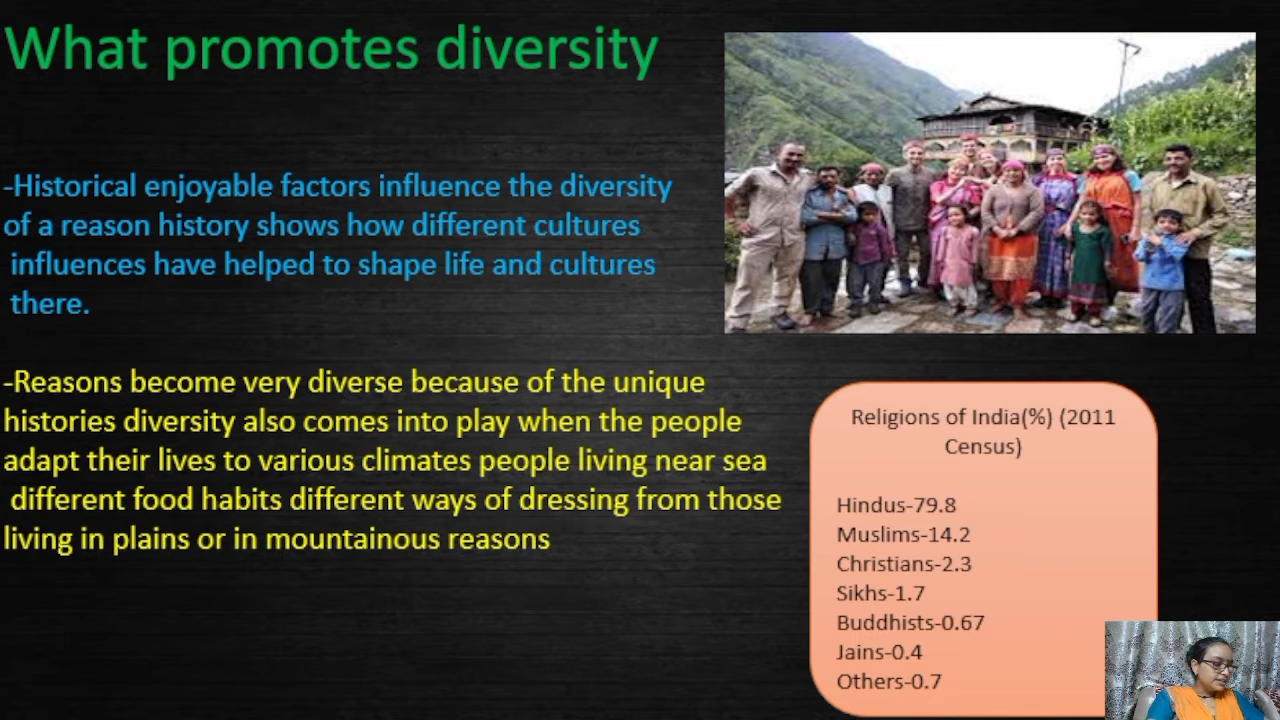 What promotes diversity
-Historical enjoyable factors influence the diversity
of a reason history shows how different cultures
influences have helped to shape life and cultures
there.
-Reasons become very diverse because of the unique
histories diversity also comes into play when the people
adapt their lives to various climates people living near sea
different food habits different ways of dressing from those
living in plains or in mountainous reasons
Religions of India(%) (2011
Census)
Hindus-79.8
Muslims-14.2
Christians-2.3
Sikhs-1.7
Buddhists-0.67
Jains-0.4
Others-0.7